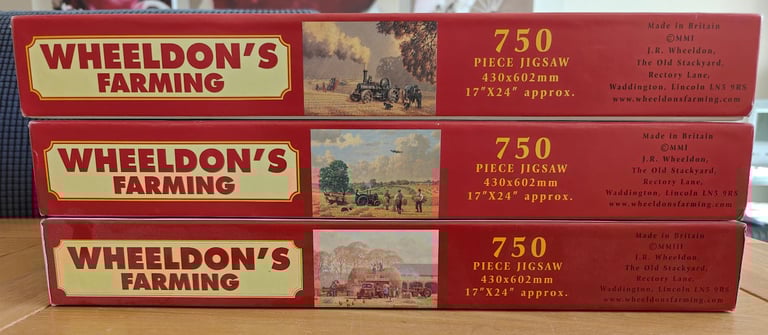 WHEELDON'S
FARMING
750
PIECE JIGSAW
430x602mm
17"X24" approx.
Made in Britain
©MMI
J.R. Wheeldon,
The Old Stackyard,
Rectory Lane,
Waddington, Lincoln LN5 9RS
www.wheeldonsfarming.com
WHEELDON'S
FARMING
750
PIECE JIGSAW
430x602mm
17"X24" approx.
Made in Britain
©MMI
J.R. Wheeldon,
The Old Stackyard,
Rectory Lane,
Waddington, Lincoln LN5 9RS
www.wheeldonsfarming.com
WHEELDON'S
FARMING
750
PIECE JIGSAW
430x602mm
17"X24" approx.
Made in Britain
©MMIII
J.R. Wheeldon,
The Old Stackyard,
Rectory Lane,
Waddington, Lincoln LN5 9RS
www.wheeldonsfarming.com